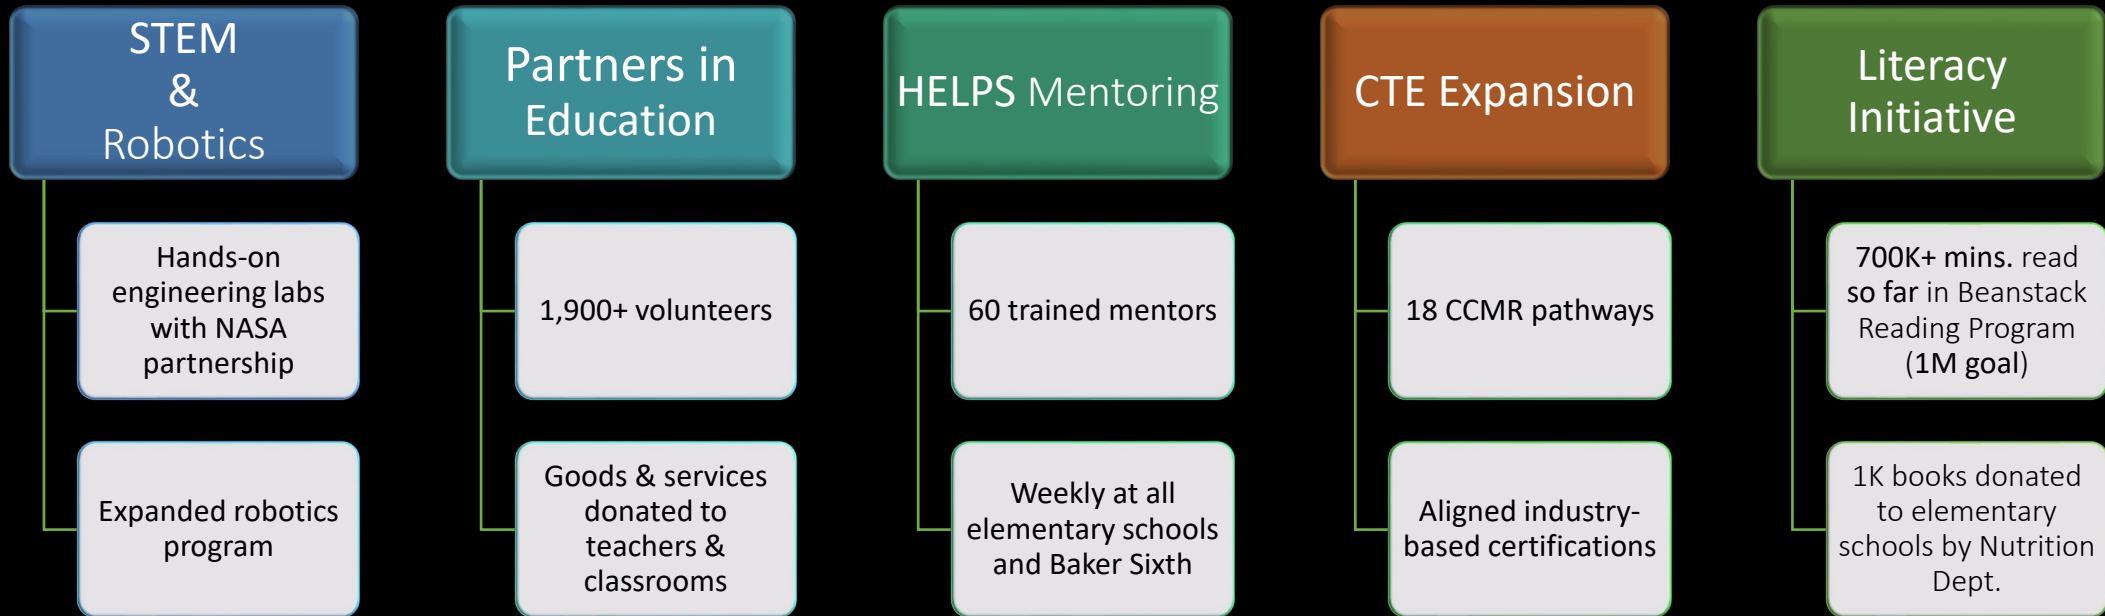 STEM
&
Robotics
Hands-on
engineering labs
with NASA
partnership
Expanded robotics
program
Partners in
Education
1,900+ volunteers
Goods & services
donated to
teachers &
classrooms
HELPS Mentoring
60 trained mentors
Weekly at all
elementary schools
and Baker Sixth
CTE Expansion
18 CCMR pathways
Aligned industry-
based certifications
Literacy
Initiative
700K+ mins. read
so far in Beanstack
Reading Program
(1M goal)
1K books donated
to elementary
schools by Nutrition
Dept.